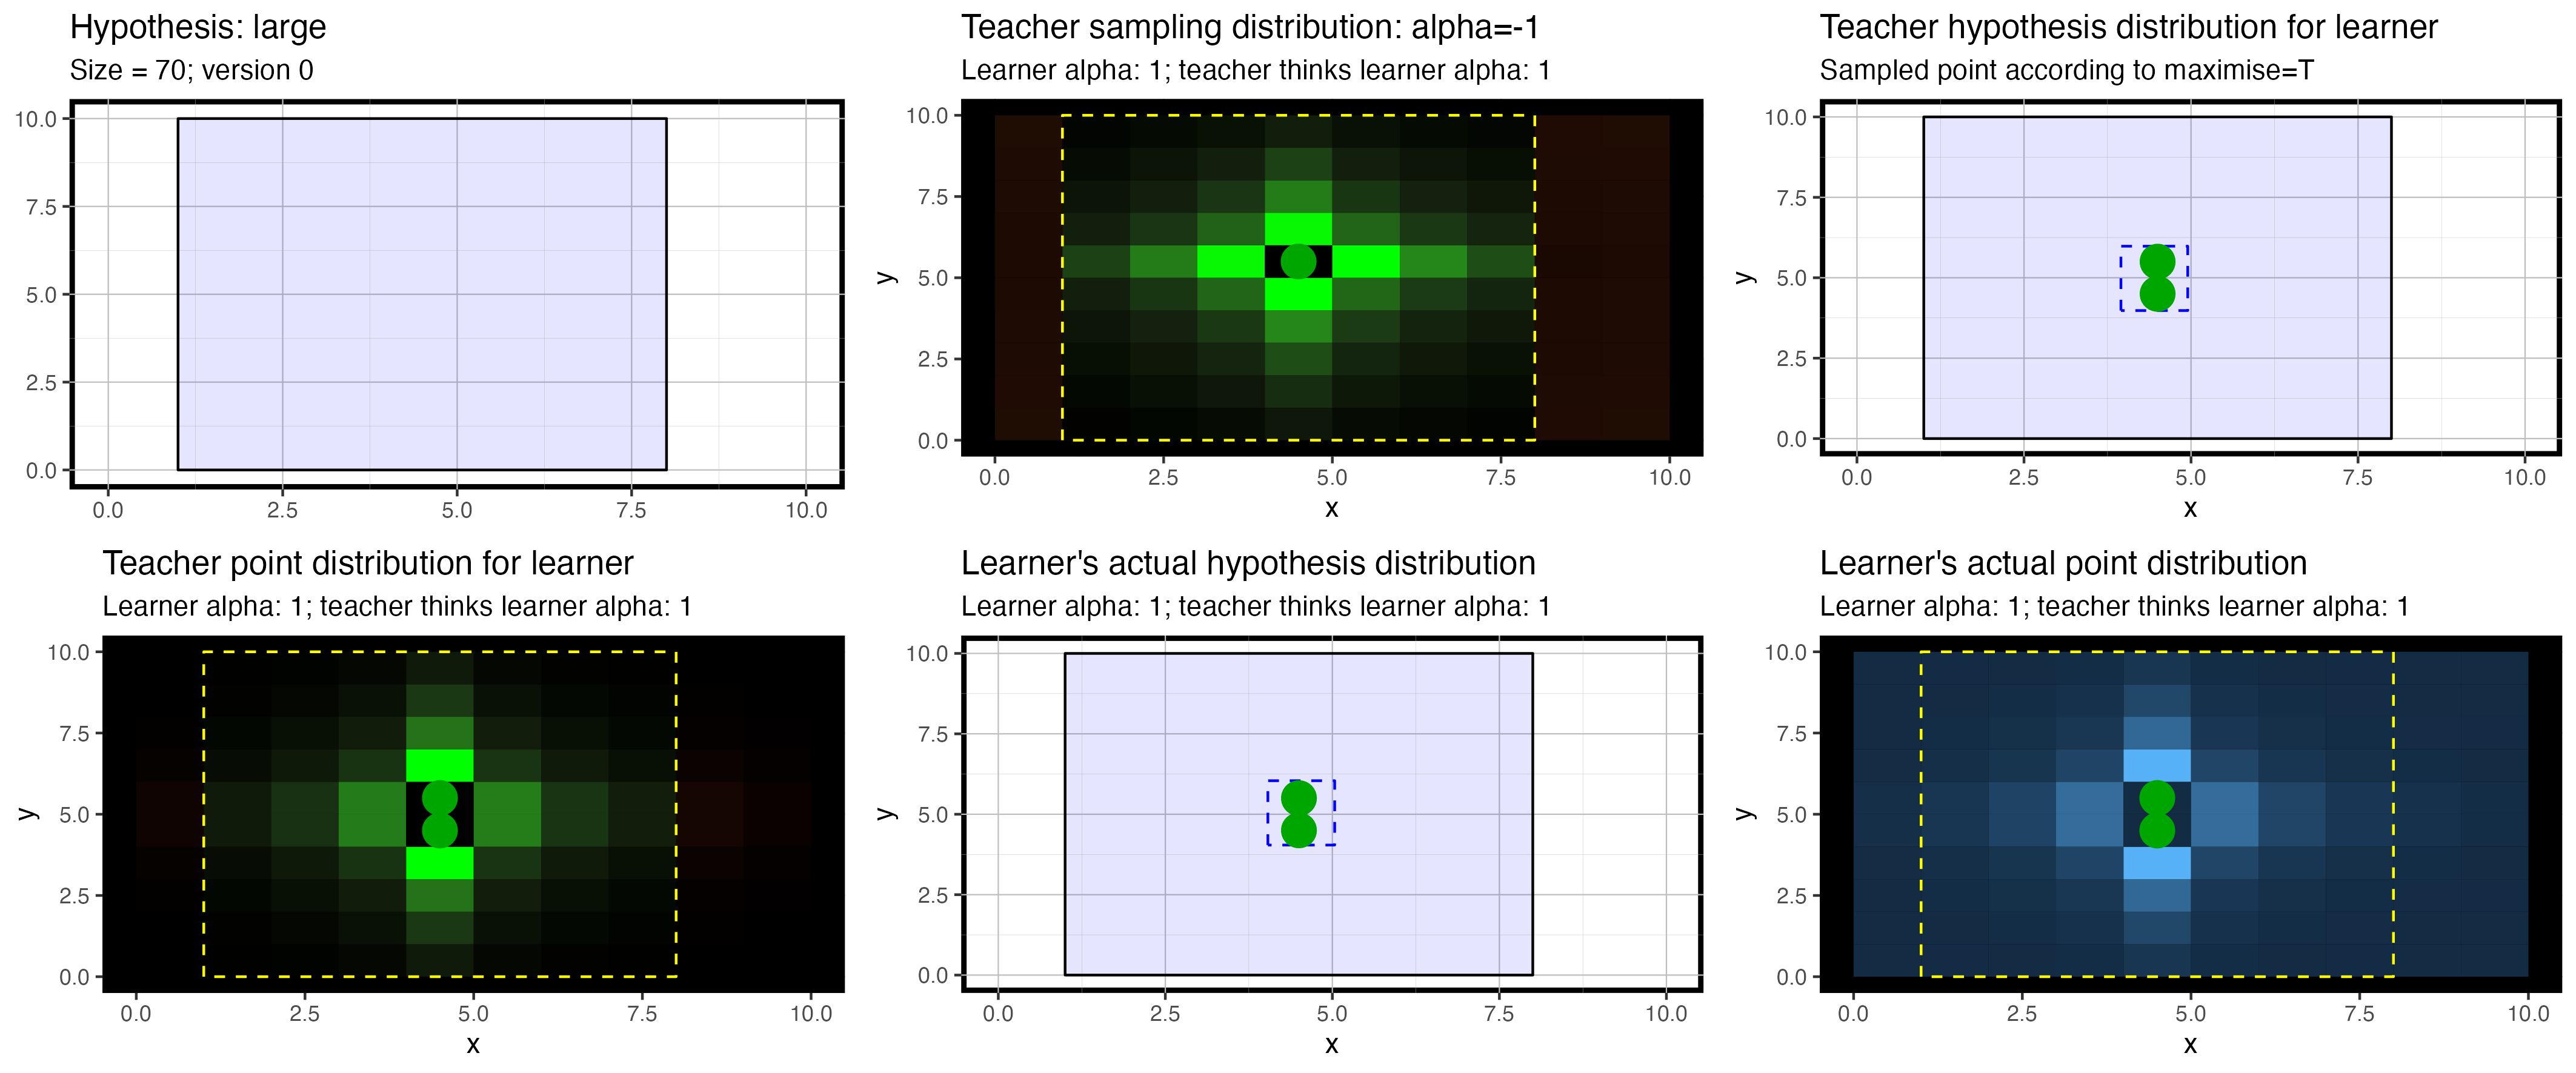 Hypothesis: large
Size = 70; version 0
10.0
7.5
5.0
2.5
0.0
0.0 2.5 5.0 7.5 10.0
Teacher sampling distribution: alpha=-1
Learner alpha: 1; teacher thinks learner alpha: 1
y
10.0
7.5
5.0
2.5
0.0
0.0 2.5 5.0 7.5 10.0
x
Teacher hypothesis distribution for learner
Sampled point according to maximise=T
y
10.0
7.5
5.0
2.5
0.0
0.0 2.5 5.0 7.5 10.0
x
Teacher point distribution for learner
Learner alpha: 1; teacher thinks learner alpha: 1
y
10.0
7.5
5.0
2.5
0.0
0.0 2.5 5.0 7.5 10.0
x
Learner's actual hypothesis distribution
Learner alpha: 1; teacher thinks learner alpha: 1
y
10.0
7.5
5.0
2.5
0.0
0.0 2.5 5.0 7.5 10.0
x
Learner's actual point distribution
Learner alpha: 1; teacher thinks learner alpha: 1
y
10.0
7.5
5.0
2.5
0.0
0.0 2.5 5.0 7.5 10.0
x